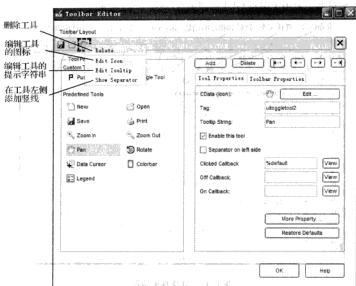 Toolbar Editor
删除工具
编辑工具
的图标
编辑工具的
提示字符串
在工具左侧
添加竖线
Toolbar Layout
Delete
Edit Icon
Edit Tooltip
Show Separator
Predefined Tools
New
Open
Save
Print
Zoom In
Zoom Out
Pan
Rotate
Data Cursor
Colorbar
Legend
Add
Delete
Tool Properties
Toolbar Properties
CData (icon):
Edit ...
Tag:
uitoggletool2
Tooltip String:
Pan
Enable this tool
Separator on left side
Clicked Callback:
%default
View
Off Callback:
View
On Callback:
View
More Property ...
Restore Defaults
OK
Help